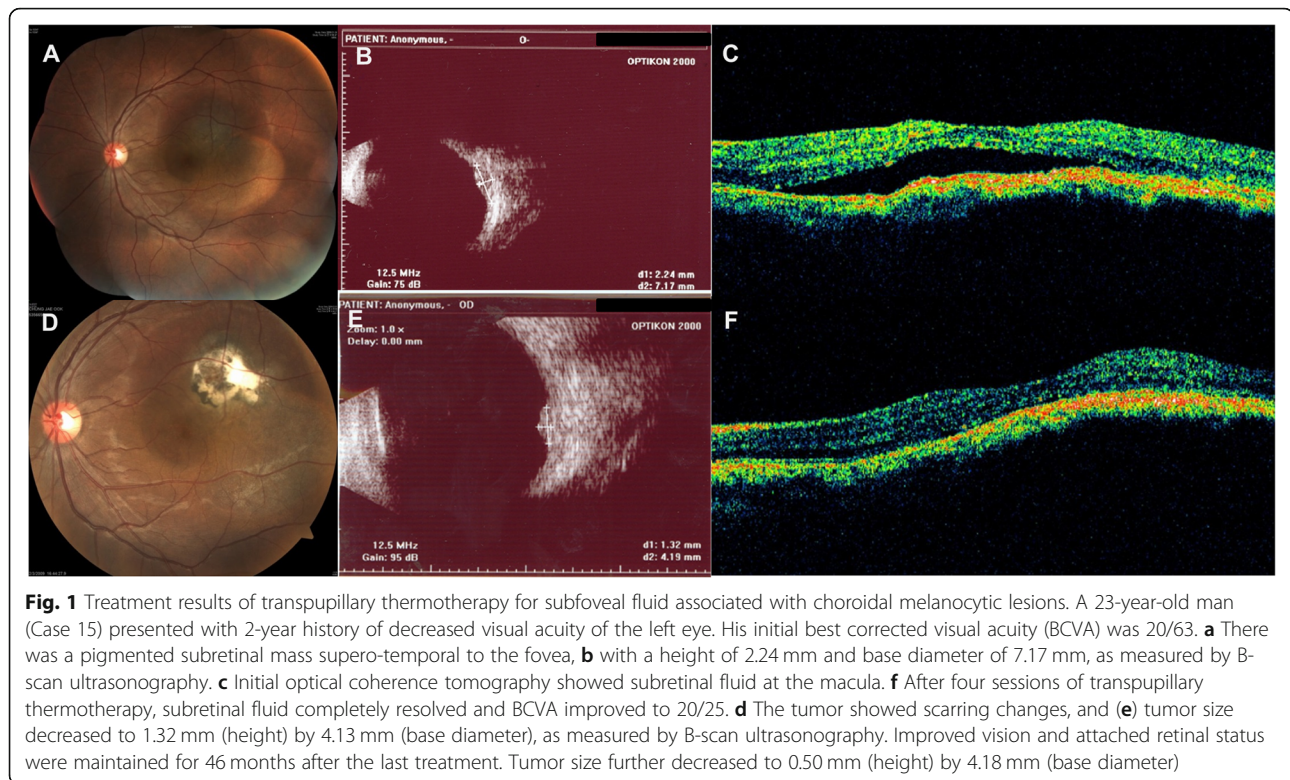 A
PATIENT: Anonymous, - O-
B
OPTIKON 2000
C
12.5 MHz
Gain: 75 dB
d1: 2.24 mm
d2: 7.17 mm
D
PATIENT: Anonymous, - OD
Zoom: 1.0 x
E
OPTIKON 2000
Delay: 0.00 mm
F
12.5 MHz
Gain: 95 dB
d1: 1.32 mm
d2: 4.19 mm
Fig. 1 Treatment results of transpupillary thermotherapy for subfoveal fluid associated with choroidal melanocytic lesions. A 23-year-old man
(Case 15) presented with 2-year history of decreased visual acuity of the left eye. His initial best corrected visual acuity (BCVA) was 20/63. a There
was a pigmented subretinal mass supero-temporal to the fovea, b with a height of 2.24 mm and base diameter of 7.17 mm, as measured by B-
scan ultrasonography. c Initial optical coherence tomography showed subretinal fluid at the macula. f After four sessions of transpupillary
thermotherapy, subretinal fluid completely resolved and BCVA improved to 20/25. d The tumor showed scarring changes, and (e) tumor size
decreased to 1.32 mm (height) by 4.13 mm (base diameter), as measured by B-scan ultrasonography. Improved vision and attached retinal status
were maintained for 46 months after the last treatment. Tumor size further decreased to 0.50 mm (height) by 4.18 mm (base diameter)